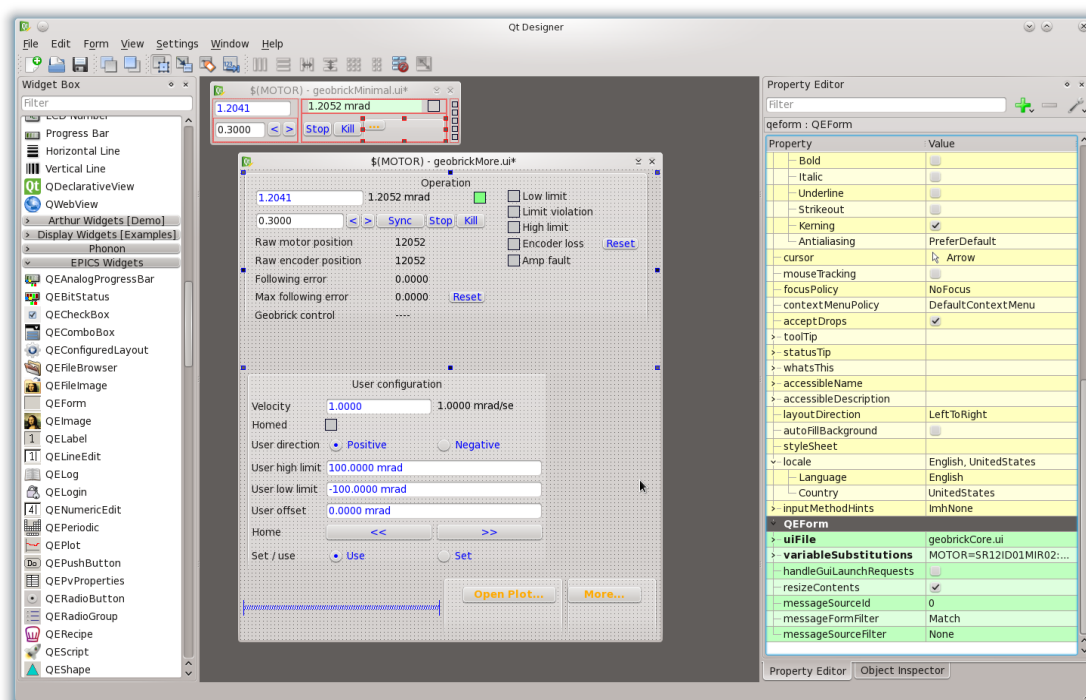 Qt Designer
File Edit Form View Settings Window Help
Widget Box
Filter
Progress Bar
Horizontal Line
Vertical Line
QDeclarativeView
QWebView
Arthur Widgets [Demo]
Display Widgets [Examples]
Phonon
EPICS Widgets
QEAnalogProgressBar
QEBitStatus
QECheckBox
QEComboBox
QEConfiguredLayout
QEFileBrowser
QEFileImage
QEForm
QEImage
QELabel
QELineEdit
QELog
QELogin
QENumericEdit
QEPeriodic
QEPlot
QEPushButton
QEPvProperties
QERadioButton
QERadioGroup
QERecipe
QEScript
QEShape
$(MOTOR) - geobrickMinimal.ui*
1.2041 1.2052 mrad
0.3000 < > Stop Kill ...
$(MOTOR) - geobrickMore.ui*
Operation
1.2041 1.2052 mrad Low limit
Limit violation
0.3000 < > Sync Stop Kill High limit
Raw motor position 12052 Encoder loss Reset
Raw encoder position 12052 Amp fault
Following error 0.0000
Max following error 0.0000 Reset
Geobrick control ----
User configuration
Velocity 1.0000 1.0000 mrad/se
Homed
User direction Positive Negative
User high limit 100.0000 mrad
User low limit -100.0000 mrad
User offset 0.0000 mrad
Home << >>
Set / use Use Set
Open Plot... More...
Property Editor
Filter
qeform : QEForm
Property Value
Bold
Italic
Underline
Strikeout
Kerning
Antialiasing PreferDefault
cursor Arrow
mouseTracking
focusPolicy NoFocus
contextMenuPolicy DefaultContextMenu
acceptDrops
toolTip
statusTip
whatsThis
accessibleName
accessibleDescription
layoutDirection LeftToRight
autoFillBackground
styleSheet
locale English, UnitedStates
Language English
Country UnitedStates
inputMethodHints ImhNone
QEForm
uiFile geobrickCore.ui
variableSubstitutions MOTOR=SR12ID01MIR02:...
handleGuiLaunchRequests
resizeContents
messageSourceId 0
messageFormFilter Match
messageSourceFilter None
Property Editor Object Inspector